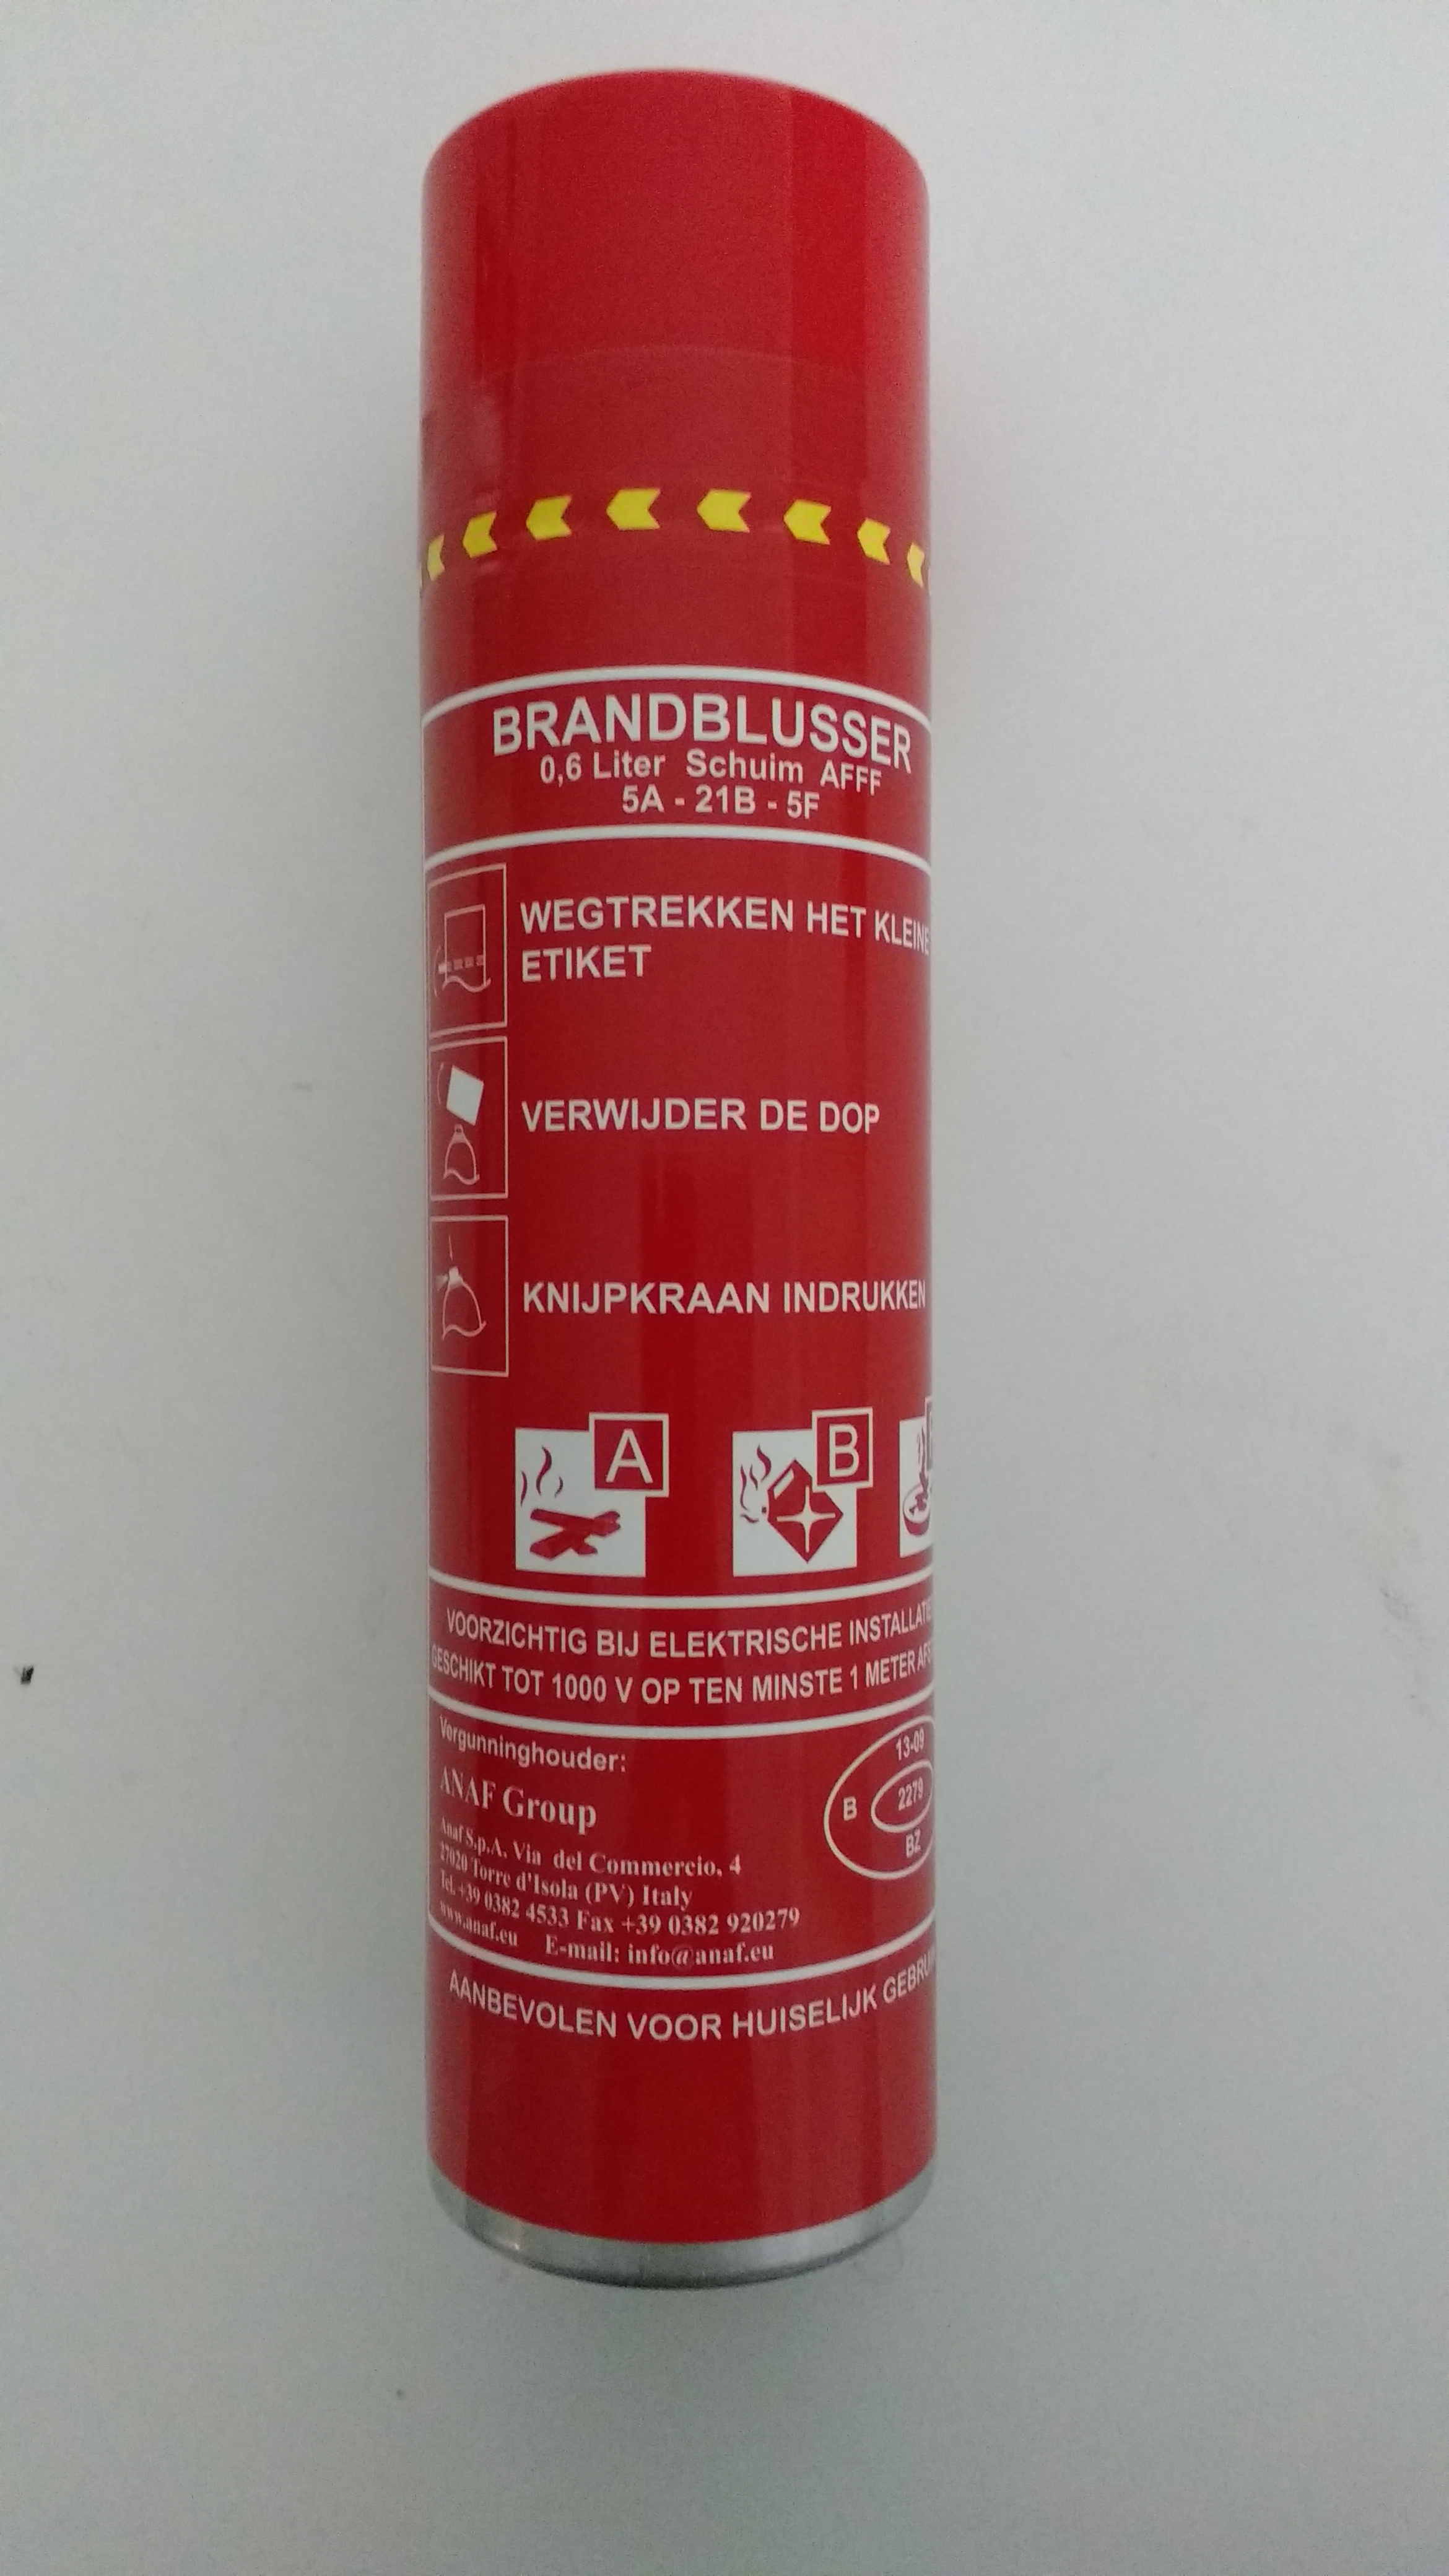 BRANDBLUSSER
0,6 Liter Schuim AFFF
5A - 21B - 5F
WEGTREKKEN HET KLEINE
ETIKET
VERWIJDER DE DOP
KNIJPKRAAN INDRUKKEN
A
B
VOORZICHTIG BIJ ELEKTRISCHE
GESCHIKT TOT 1000 V OP TEN MINSTE 1 METER
Vergunninghouder:
ANAF Group
Anaf S.p.A. Via del Commercio, 4
27020 Torre d'Isola (PV) Italy
Tel. +39 0382 4533 Fax +39 0382 920279
www.anaf.eu E-mail: info@anaf.eu
13-09
B
2279
BZ
AANBEVOLEN VOOR HUISELIJK